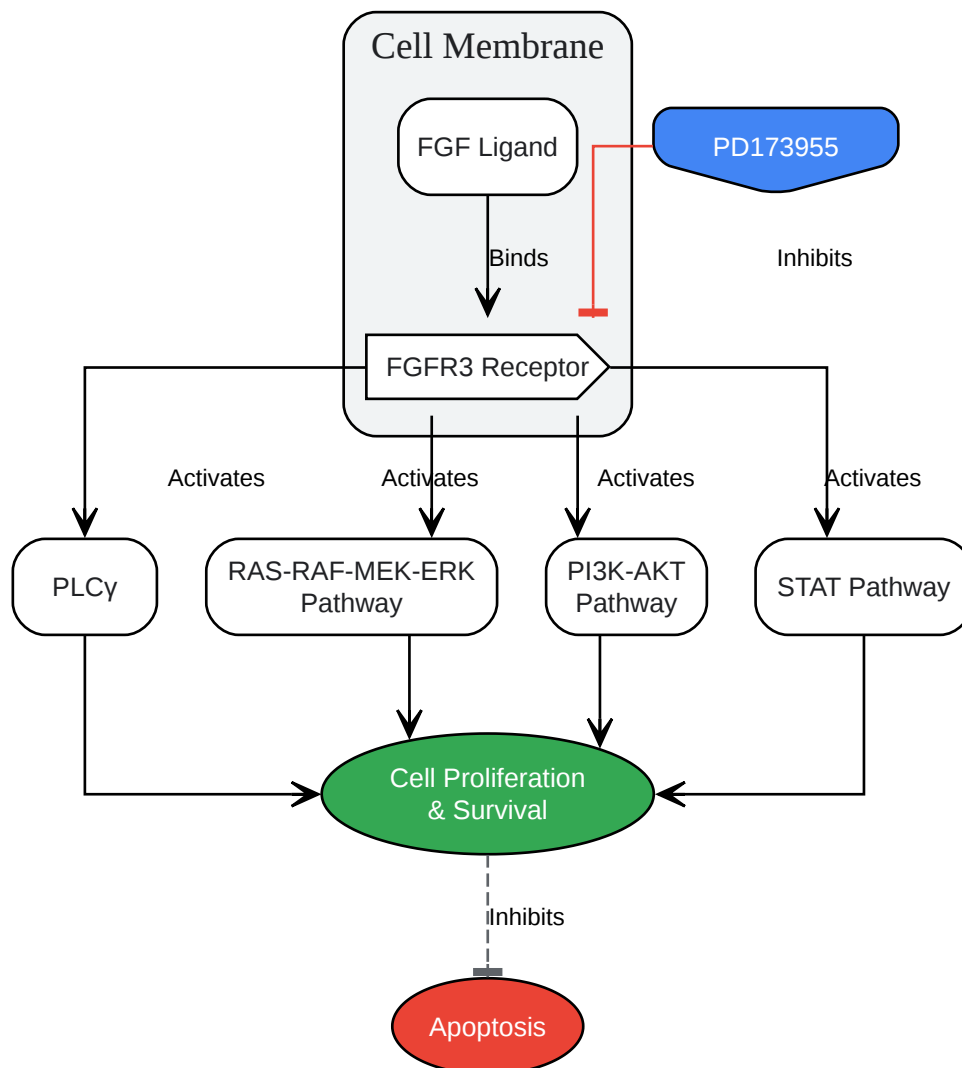 Cell Membrane
FGF Ligand
PD173955
Binds
Inhibits
FGFR3 Receptor
Activates
Activates
Activates
Activates
PLCγ
RAS-RAF-MEK-ERK
Pathway
PI3K-AKT
Pathway
STAT Pathway
Cell Proliferation
& Survival
Inhibits
Apoptosis